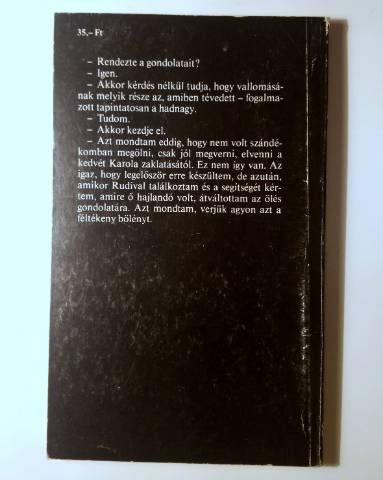 35,– Ft
– Rendezte a gondolatait?
– Igen.
– Akkor kérdés nélkül tudja, hogy vallomásá-
nak melyik része az, amiben tévedett – fogalma-
zott tapintatosan a hadnagy.
– Tudom.
– Akkor kezdje el.
– Azt mondtam eddig, hogy nem volt szándé-
komban megölni, csak jól megverni, elvenni a
kedvét Karola zaklatásától. Ez nem így van. Az
igaz, hogy legelőször erre készültem, de azután,
amikor Rudival találkoztam és a segítségét kér-
tem, amire ő hajlandó volt, átváltottam az ölés
gondolatára. Azt mondtam, verjük agyon azt a
féltékeny bölényt.